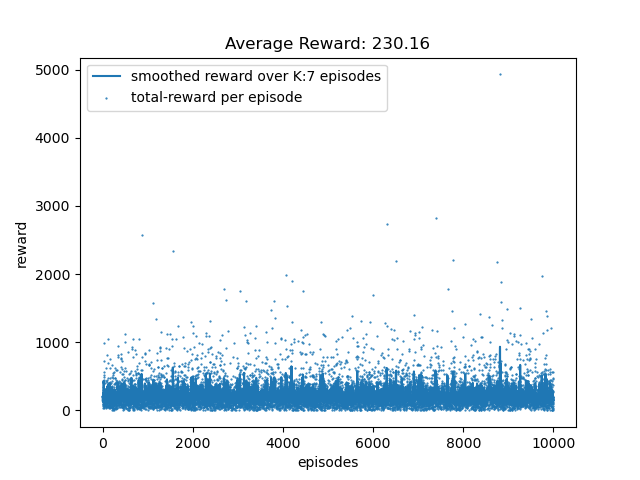 Average Reward: 230.16
smoothed reward over K:7 episodes
total-reward per episode
5000
4000
3000
2000
1000
0
reward
0 2000 4000 6000 8000 10000
episodes